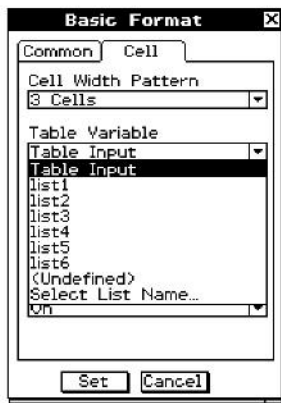 Basic Format
Common Cell
Cell Width Pattern
3 Cells
Table Variable
Table Input
Table Input
list1
list2
list3
list4
list5
list6
(Undefined)
Select List Name…
On
Set Cancel